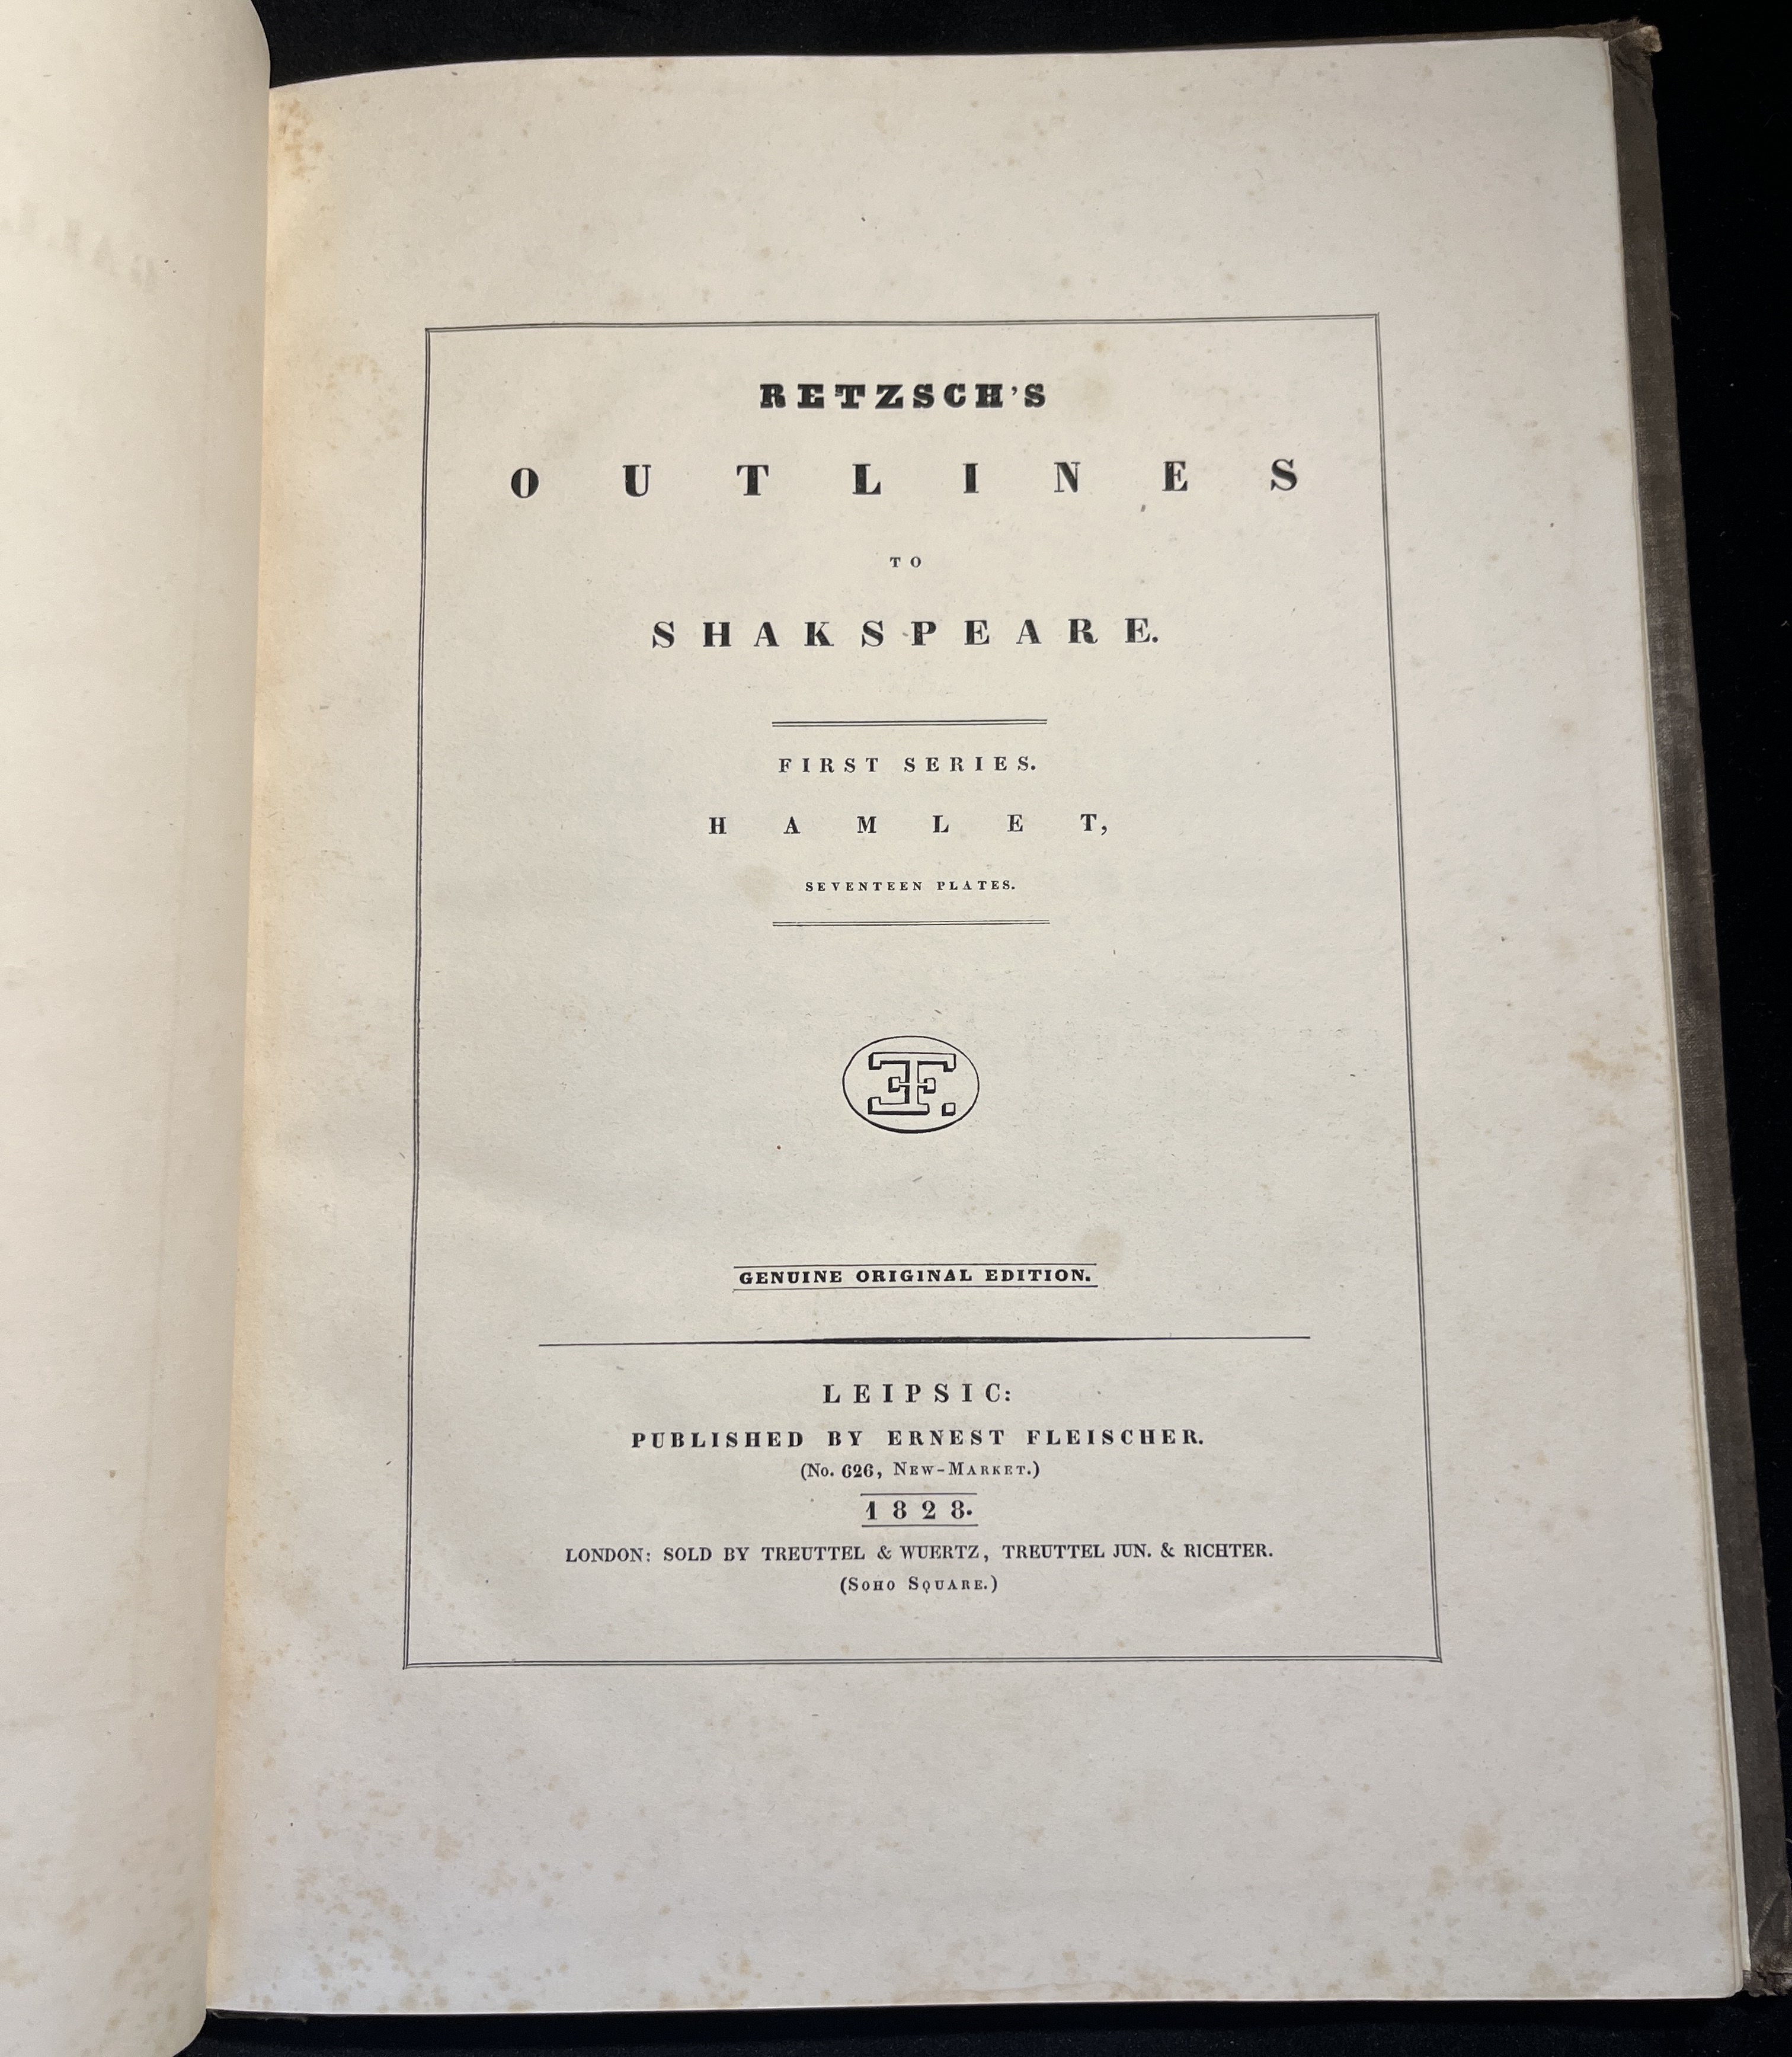 RETZSCH'S
OUTLINES
TO
SHAKSPEARE.
FIRST SERIES.
HAMLET,
SEVENTEEN PLATES.
EF.
GENUINE ORIGINAL EDITION.
LEIPSIC:
PUBLISHED BY ERNEST FLEISCHER.
(No. 626, NEW-MARKET.)
1828.
LONDON: SOLD BY TREUTTEL & WUERTZ, TREUTTEL JUN. & RICHTER.
(SOHO SQUARE.)